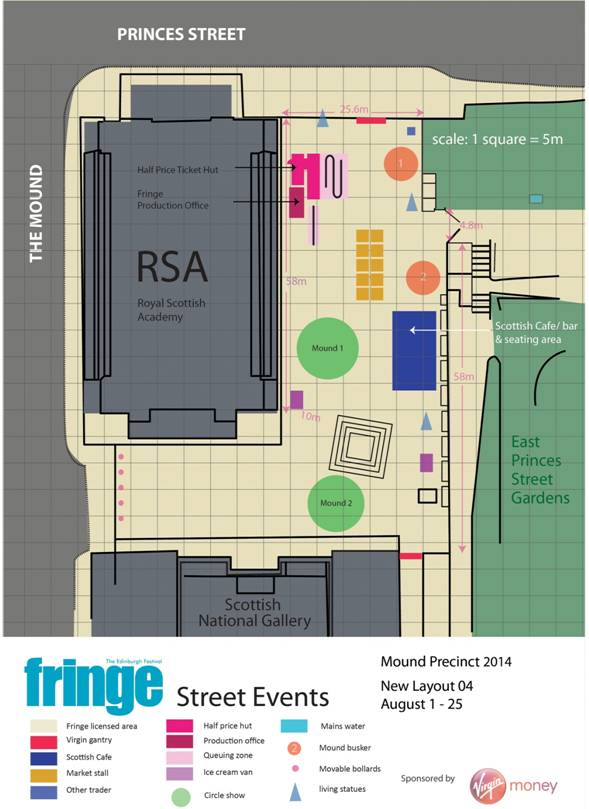 PRINCES STREET
THE MOUND
25.6m
scale: 1 square = 5m
1
Half Price Ticket Hut
Fringe
Production Office
4.8m
RSA
Royal Scottish
Academy
58m
2
Scottish Cafe/ bar
& seating area
Mound 1
58m
10m
East
Princes
Street
Gardens
Mound 2
Scottish
National Gallery
The Edinburgh Festival
fringe
Street Events
Mound Precinct 2014
New Layout 04
August 1 - 25
Fringe licensed area
Virgin gantry
Scottish Cafe
Market stall
Other trader
Half price hut
Production office
Queuing zone
Ice cream van
Circle show
Mains water
2
Mound busker
Movable bollards
living statues
Sponsored by
Virgin money